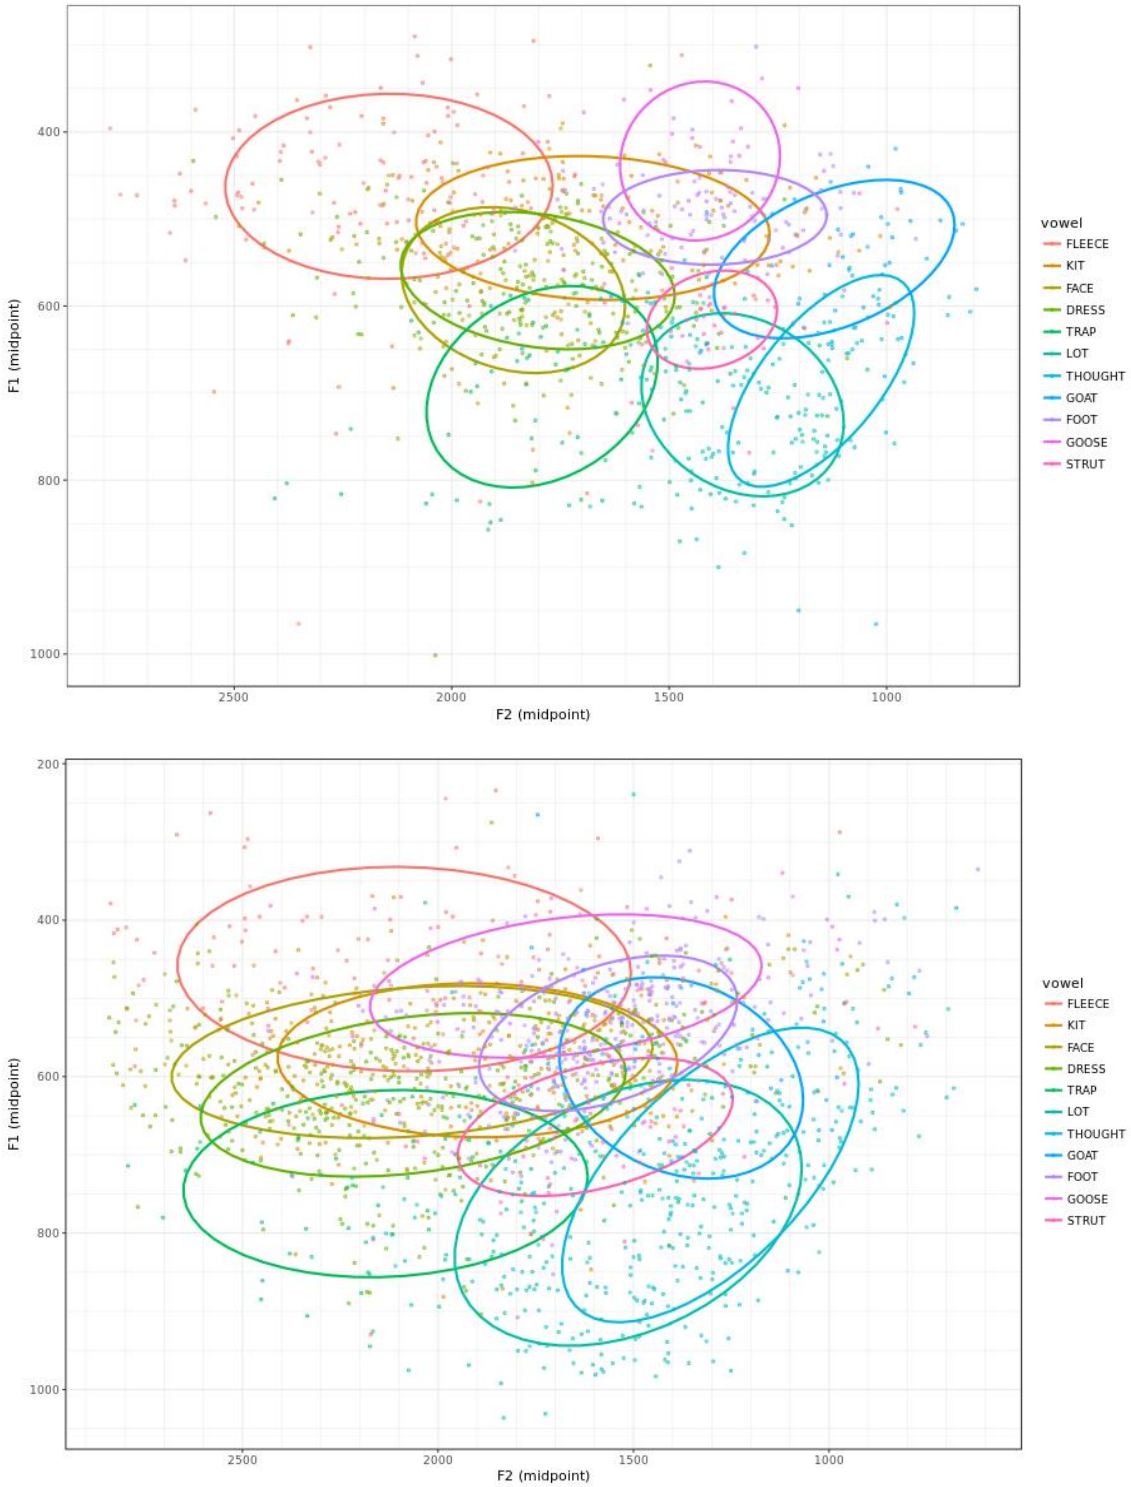 vowel
FLEECE
KIT
FACE
DRESS
TRAP
LOT
THOUGHT
GOAT
FOOT
GOOSE
STRUT
400
600
800
1000
F1 (midpoint)
2500 2000 1500 1000
F2 (midpoint)
vowel
FLEECE
KIT
FACE
DRESS
TRAP
LOT
THOUGHT
GOAT
FOOT
GOOSE
STRUT
200
400
600
800
1000
F1 (midpoint)
2500 2000 1500 1000
F2 (midpoint)